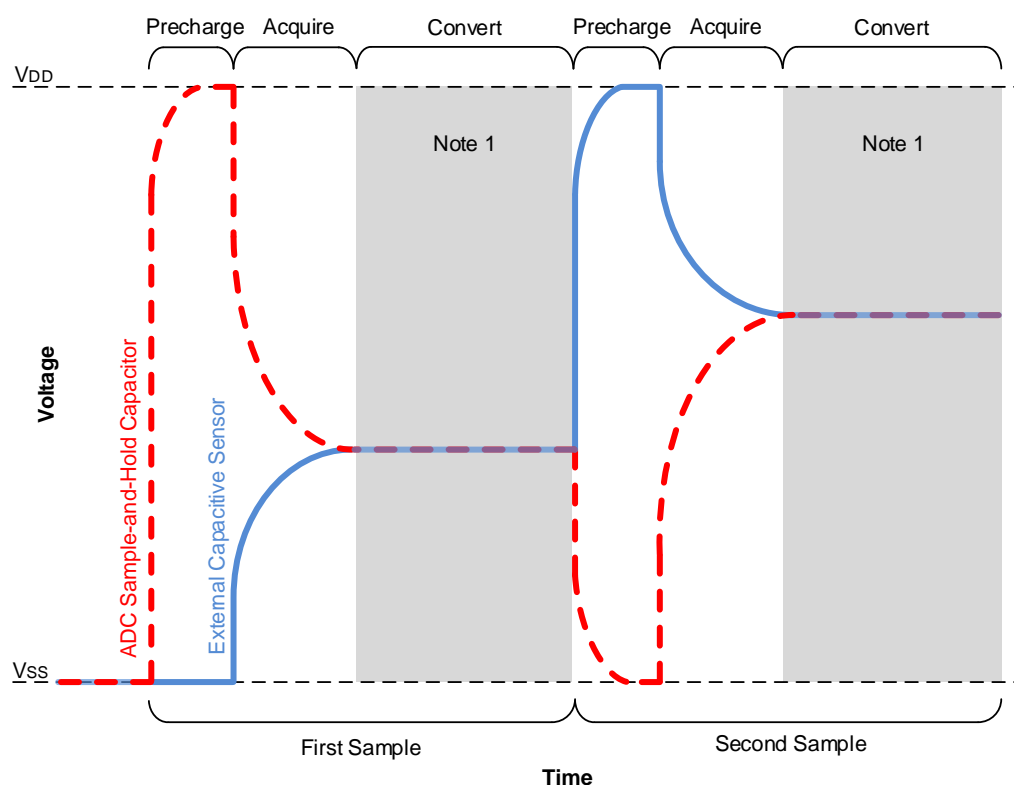 Precharge Acquire Convert Precharge Acquire Convert
VDD
Note 1 Note 1
Voltage
ADC Sample-and-Hold Capacitor
External Capacitive Sensor
VSS
First Sample Second Sample
Time